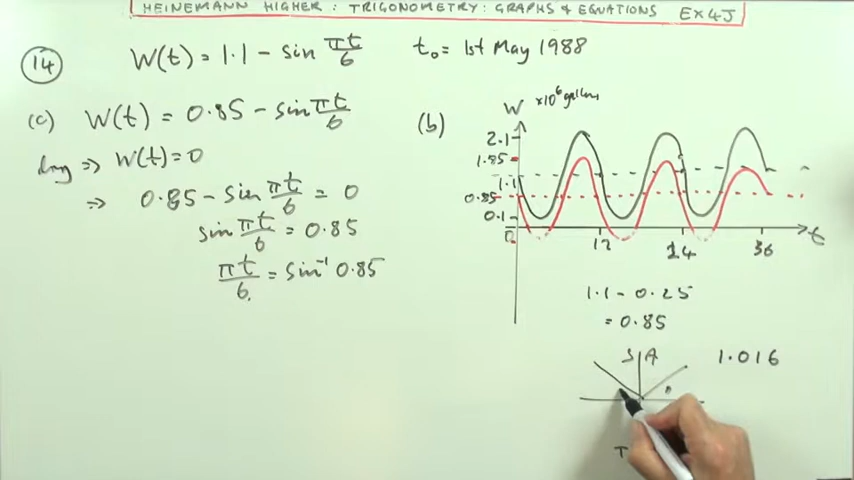 HEINEMANN HIGHER : TRIGONOMETRY : GRAPHS & EQUATIONS EX4J
14
W(t) = 1.1 - sin πt/6
t₀ = 1st May 1988
(c) W(t) = 0.85 - sin πt/6
dry => W(t) = 0
=> 0.85 - sin πt/6 = 0
sin πt/6 = 0.85
πt/6 = sin⁻¹ 0.85
(b)
W ×10⁶ gallons
2.1
1.85
1.1
0.85
0.1
0
12
24
36
t
1.1 - 0.25
= 0.85
S A
1.016
T